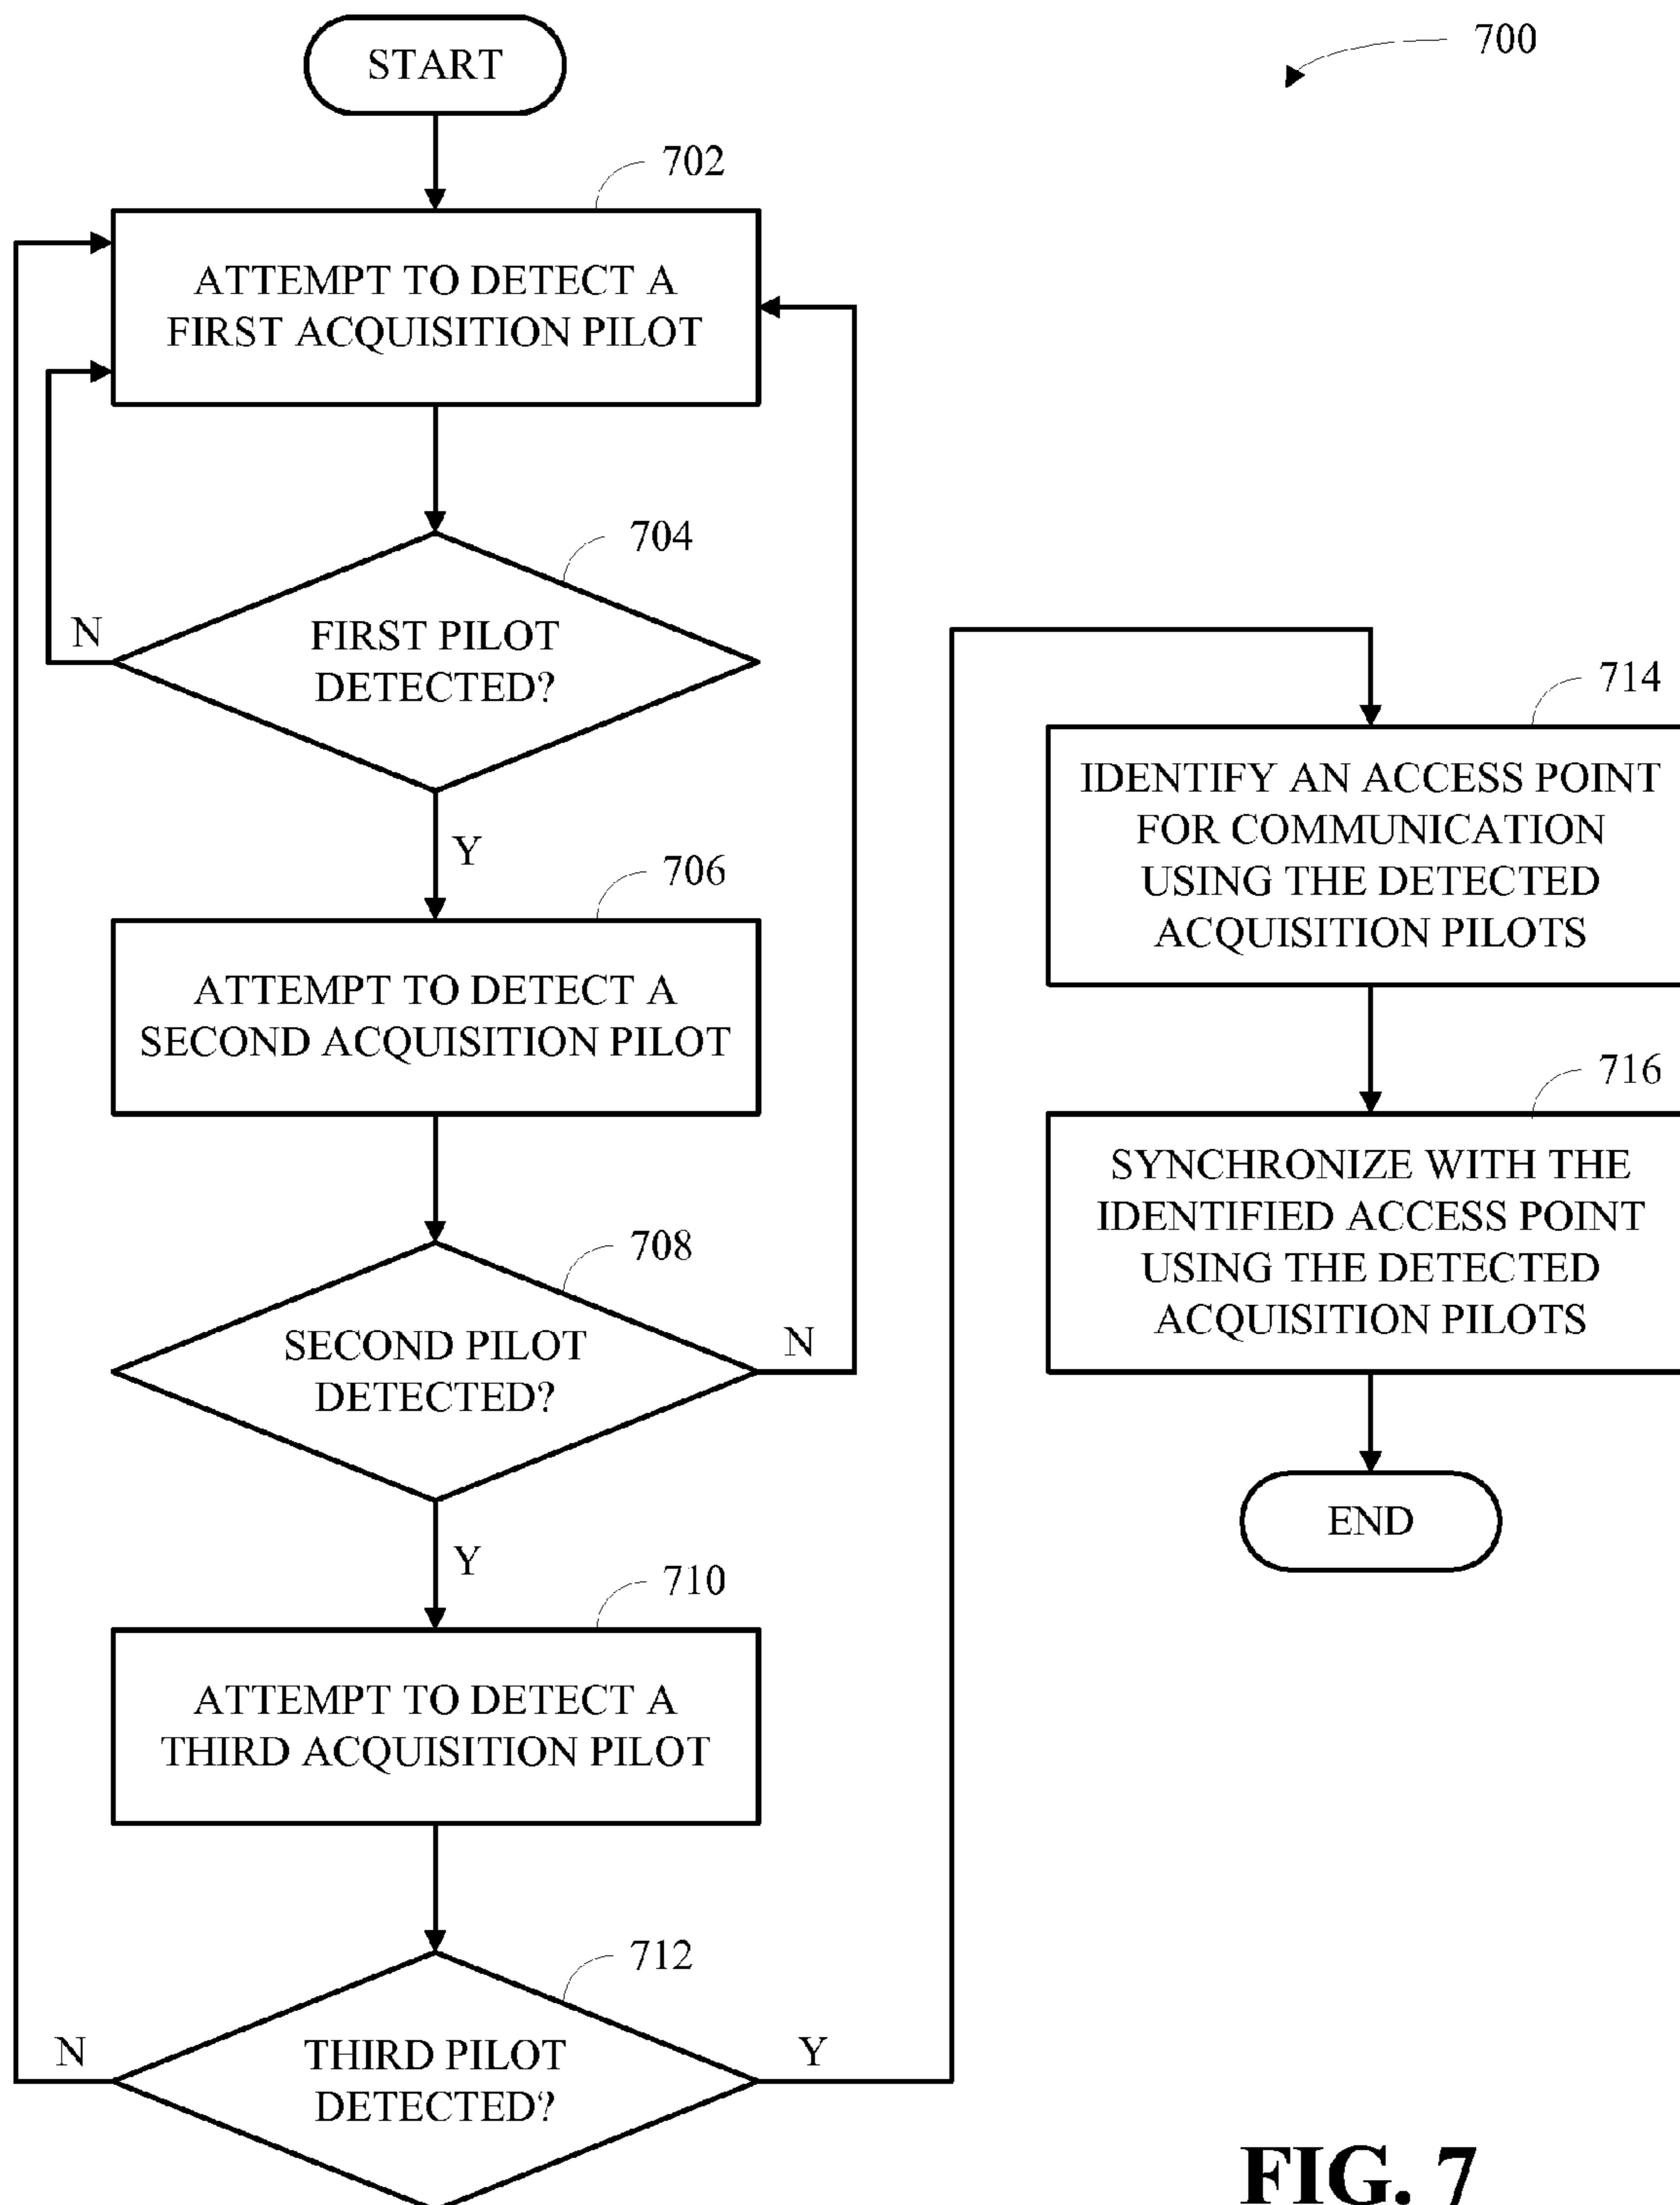 START
700
702
ATTEMPT TO DETECT A
FIRST ACQUISITION PILOT
704
N
FIRST PILOT
DETECTED?
Y
706
ATTEMPT TO DETECT A
SECOND ACQUISITION PILOT
708
SECOND PILOT
DETECTED?
N
Y
710
ATTEMPT TO DETECT A
THIRD ACQUISITION PILOT
712
N
THIRD PILOT
DETECTED?
Y
714
IDENTIFY AN ACCESS POINT
FOR COMMUNICATION
USING THE DETECTED
ACQUISITION PILOTS
716
SYNCHRONIZE WITH THE
IDENTIFIED ACCESS POINT
USING THE DETECTED
ACQUISITION PILOTS
END
FIG. 7